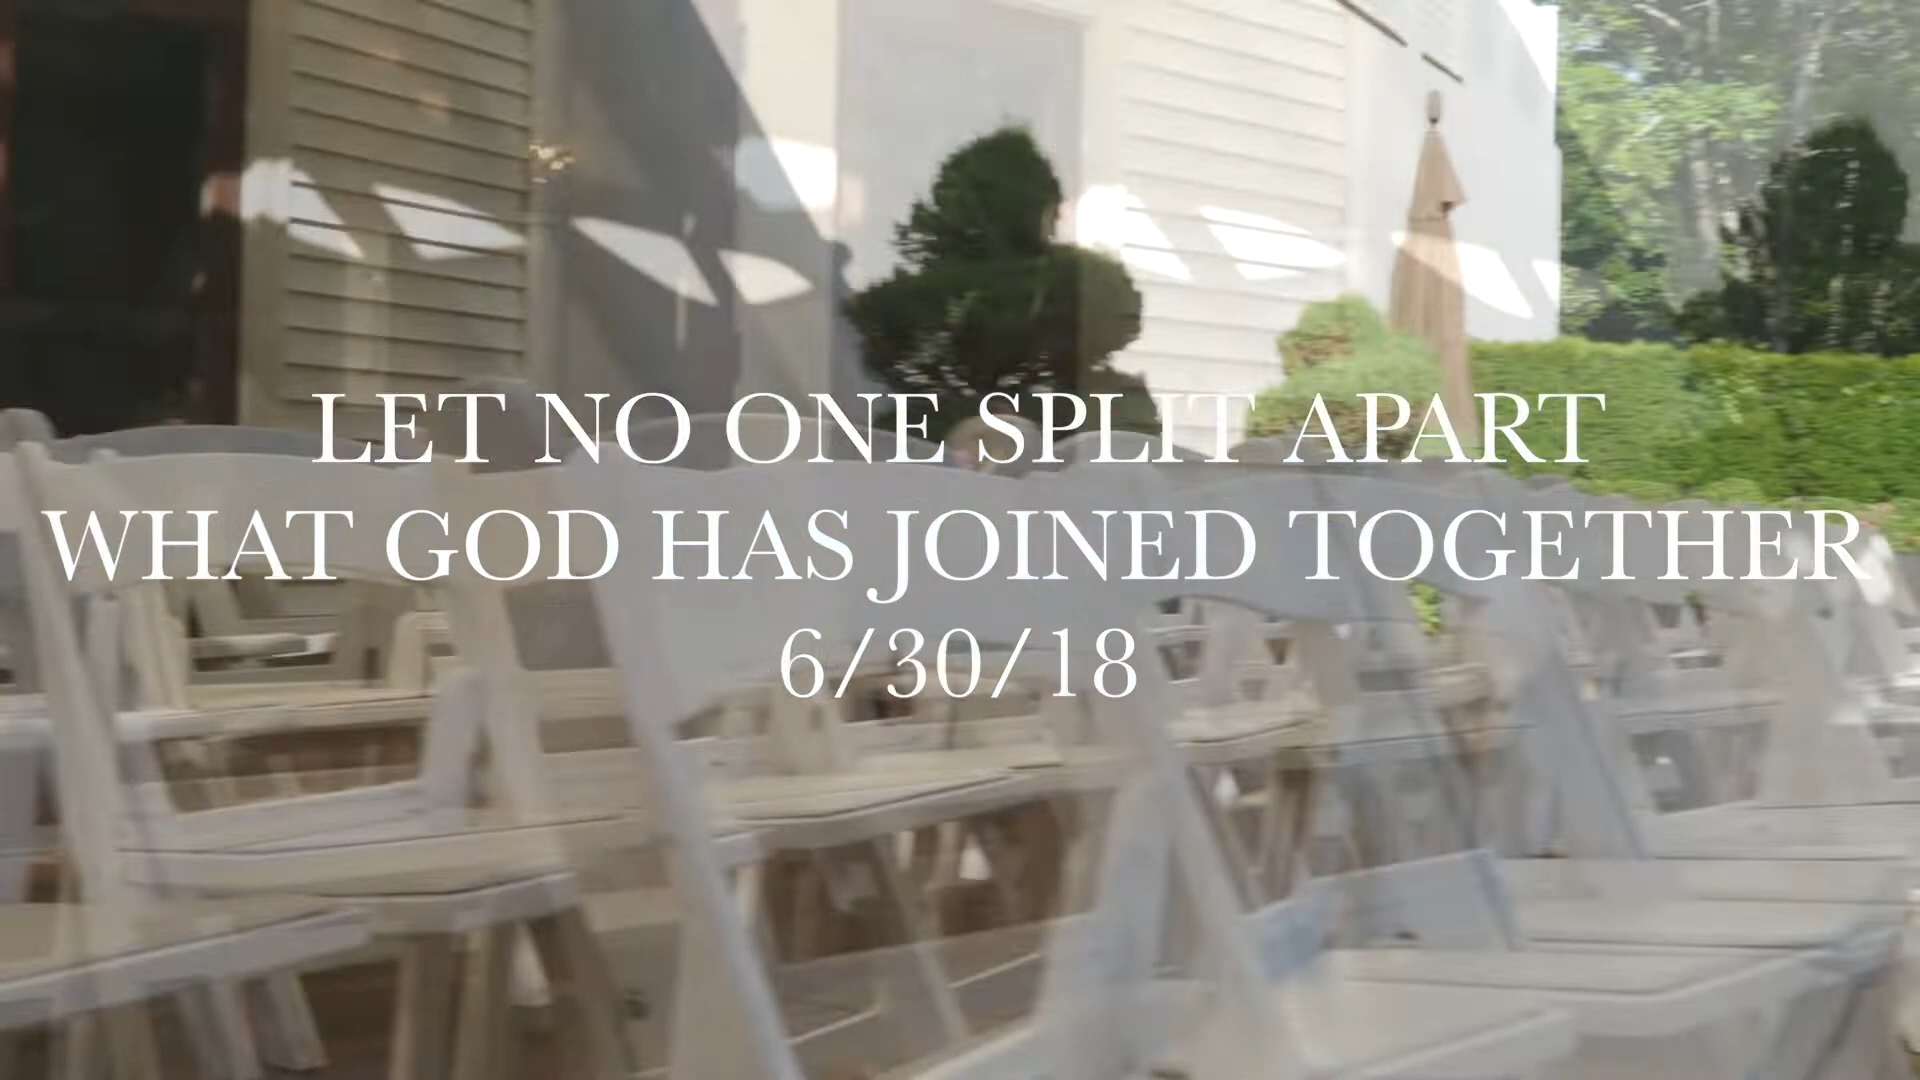 LET NO ONE SPLIT APART
WHAT GOD HAS JOINED TOGETHER
6/30/18